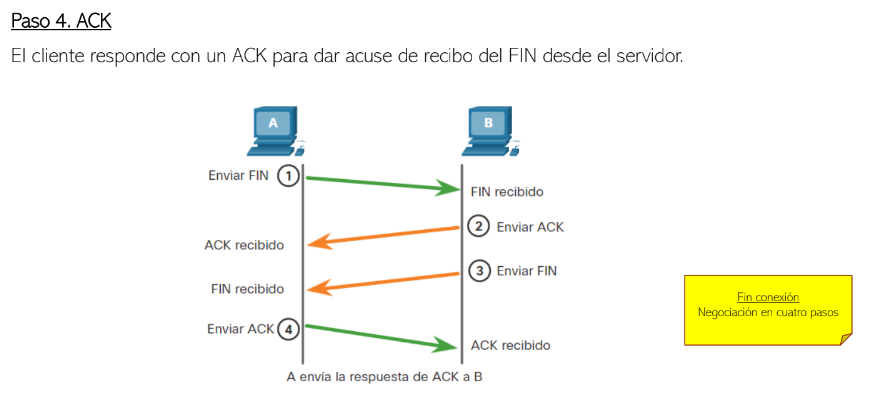 Paso 4. ACK
El cliente responde con un ACK para dar acuse de recibo del FIN desde el servidor.
A
B
Enviar FIN 1
FIN recibido
2 Enviar ACK
ACK recibido
3 Enviar FIN
FIN recibido
Enviar ACK 4
ACK recibido
A envía la respuesta de ACK a B
Fin conexión
Negociación en cuatro pasos